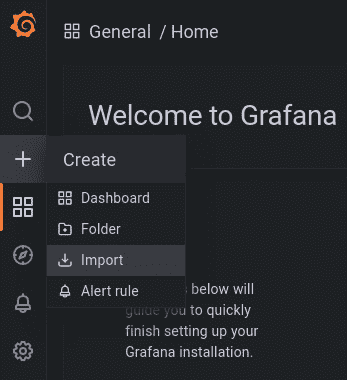 General / Home
Welcome to Grafana
Create
Dashboard
Folder
Import
Alert rule
below will
guide you to quickly
finish setting up your
Grafana installation.